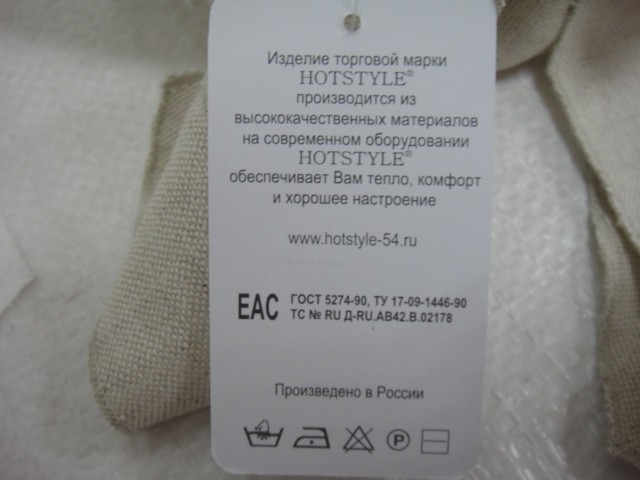 Изделие торговой марки
HOTSTYLE®
производится из
высококачественных материалов
на современном оборудовании
HOTSTYLE®
обеспечивает Вам тепло, комфорт
и хорошее настроение
www.hotstyle-54.ru
ЕАС ГОСТ 5274-90, ТУ 17-09-1446-90
ТС № RU Д-RU.АВ42.В.02178
Произведено в России
P